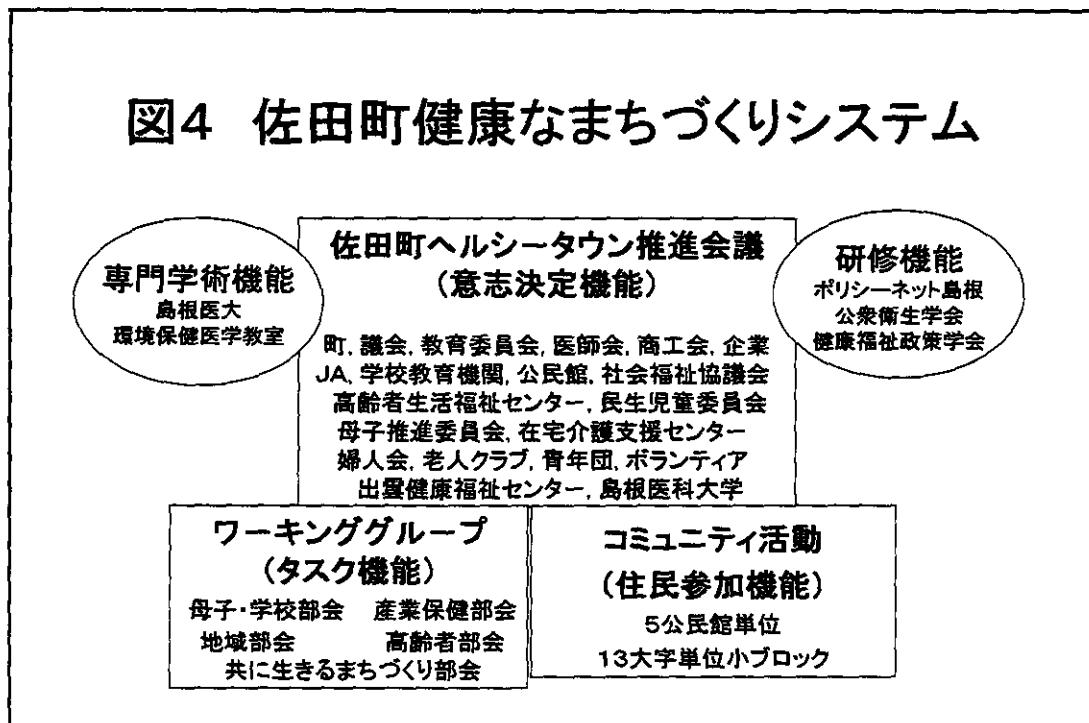 図4 佐田町健康なまちづくりシステム
専門学術機能
島根医大
環境保健医学教室
佐田町ヘルシータウン推進会議
(意志決定機能)
町, 議会, 教育委員会, 医師会, 商工会, 企業
JA, 学校教育機関, 公民館, 社会福祉協議会
高齢者生活福祉センター, 民生児童委員会
母子推進委員会, 在宅介護支援センター
婦人会, 老人クラブ, 青年団, ボランティア
出雲健康福祉センター, 島根医科大学
研修機能
ポリシーネット島根
公衆衛生学会
健康福祉政策学会
ワーキンググループ
(タスク機能)
母子・学校部会 産業保健部会
地域部会 高齢者部会
共に生きるまちづくり部会
コミュニティ活動
(住民参加機能)
5公民館単位
13大字単位小ブロック